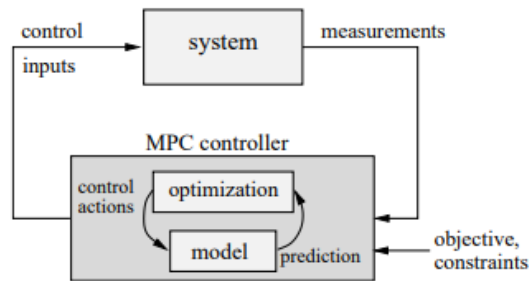 control
inputs
system
measurements
MPC controller
control
actions
optimization
model
prediction
objective,
constraints